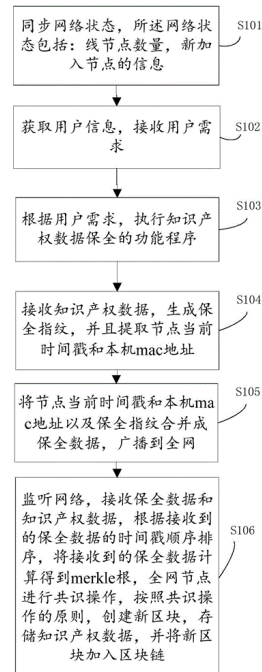 同步网络状态，所述网络状
态包括：线节点数量，新加
入节点的信息
S101
获取用户信息，接收用户需
求
S102
根据用户需求，执行知识产
权数据保全的功能程序
S103
接收知识产权数据，生成保
全指纹，并且提取节点当前
时间戳和本机mac地址
S104
将节点当前时间戳和本机ma
c地址以及保全指纹合并成
保全数据，广播到全网
S105
监听网络，接收保全数据和
知识产权数据，根据接收到
的保全数据的时间戳顺序排
序，将接收到的保全数据计
算得到merkle根，全网节点
进行共识操作，按照共识操
作的原则，创建新区块，存
储知识产权数据，并将新区
块加入区块链
S106